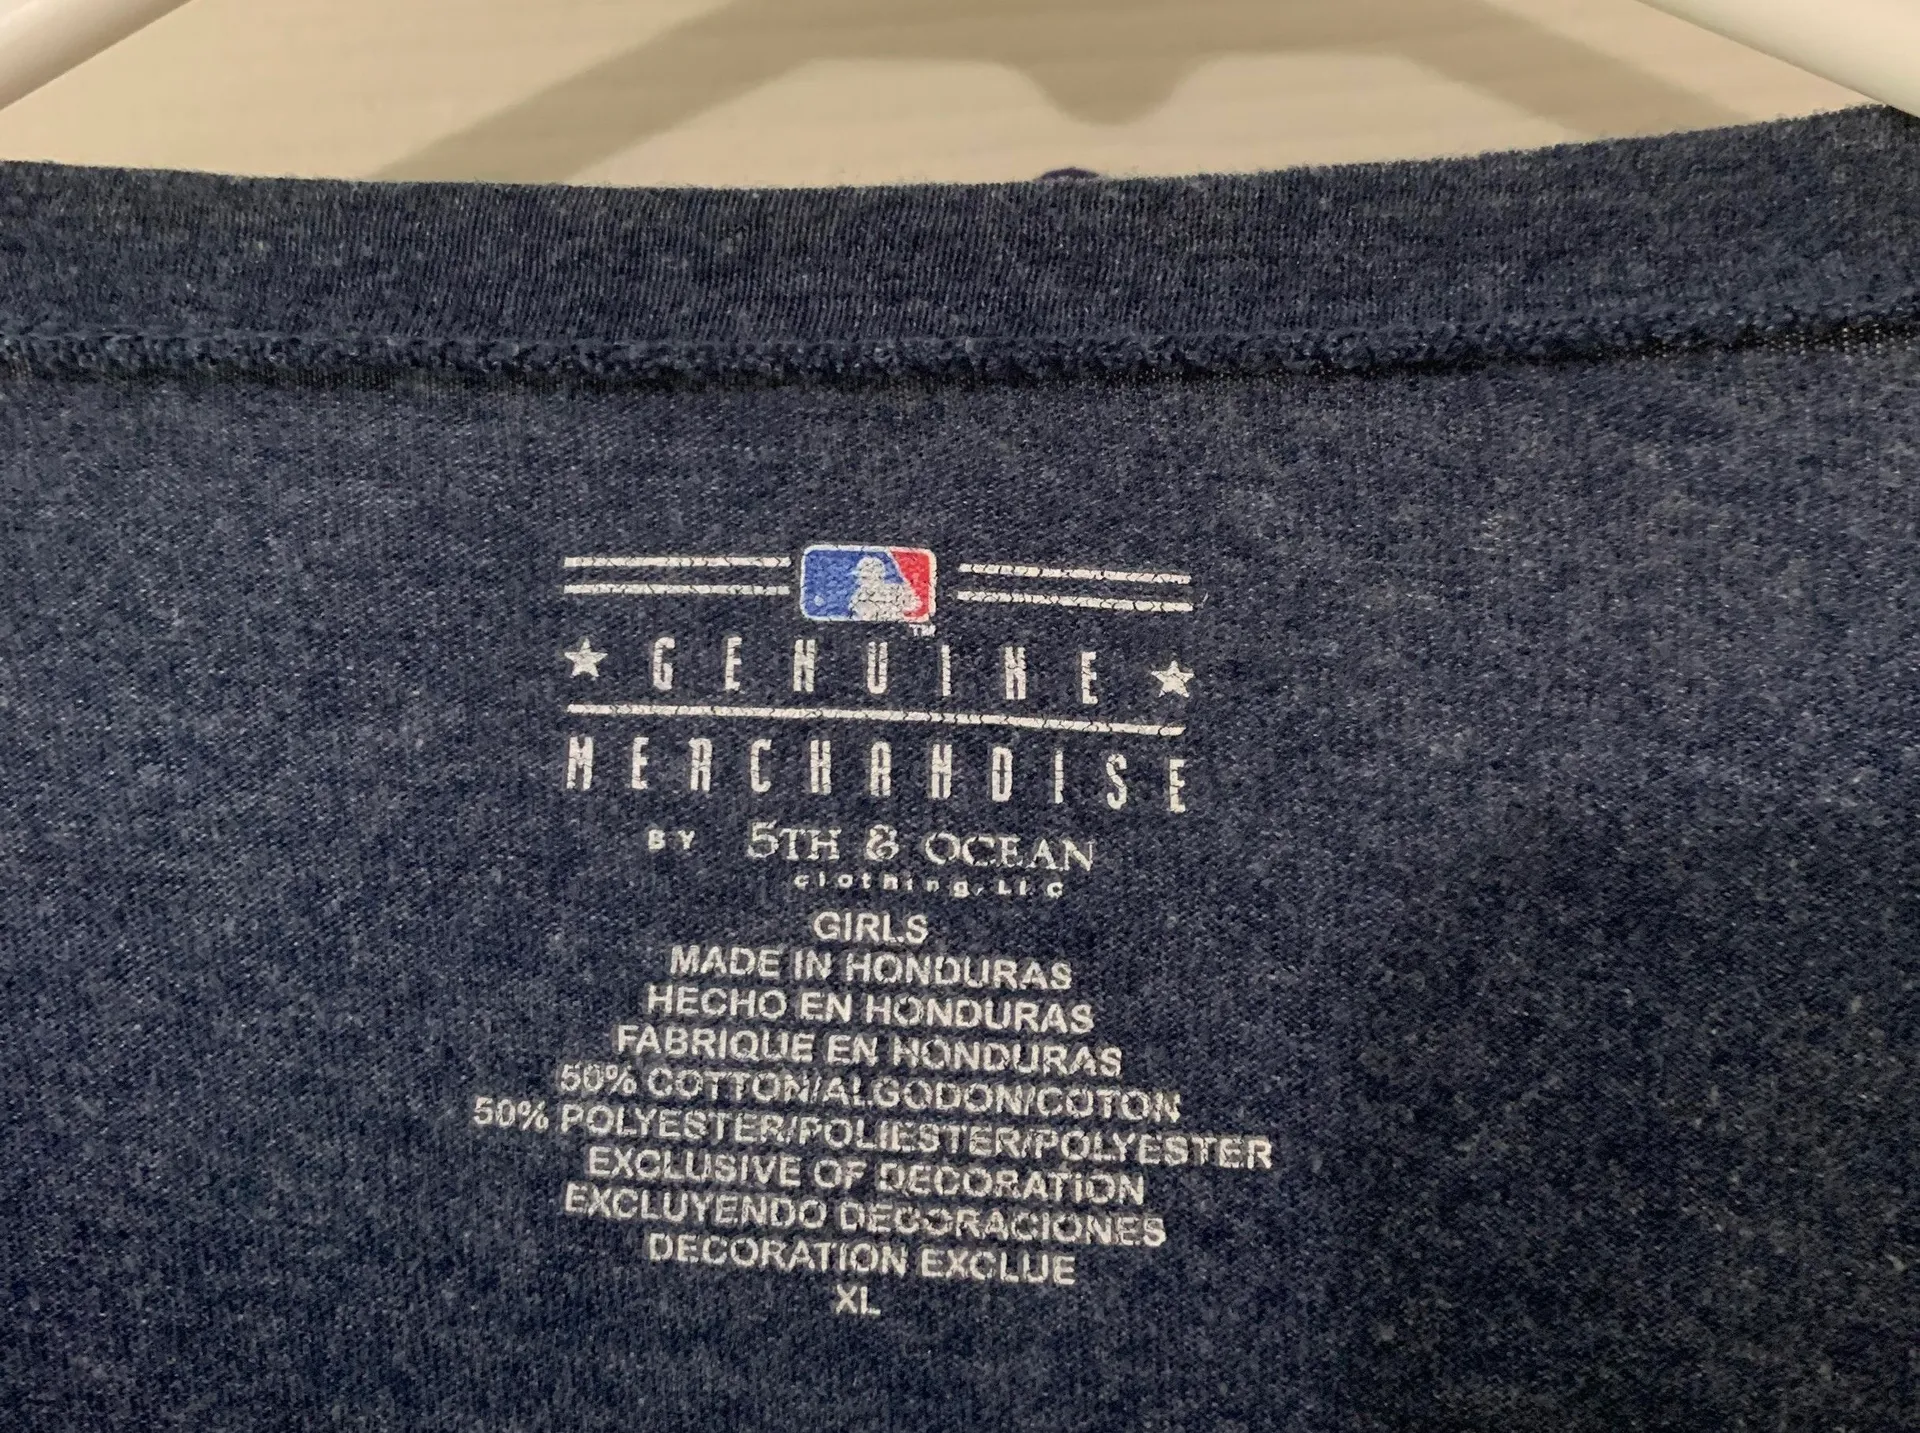 TM
GENUINE
MERCHANDISE
BY 5TH & OCEAN
clothing, LLC
GIRLS
MADE IN HONDURAS
HECHO EN HONDURAS
FABRIQUE EN HONDURAS
50% COTTON/ALGODON/COTON
50% POLYESTER/POLIESTER/POLYESTER
EXCLUSIVE OF DECORATION
EXCLUYENDO DECORACIONES
DECORATION EXCLUE
XL